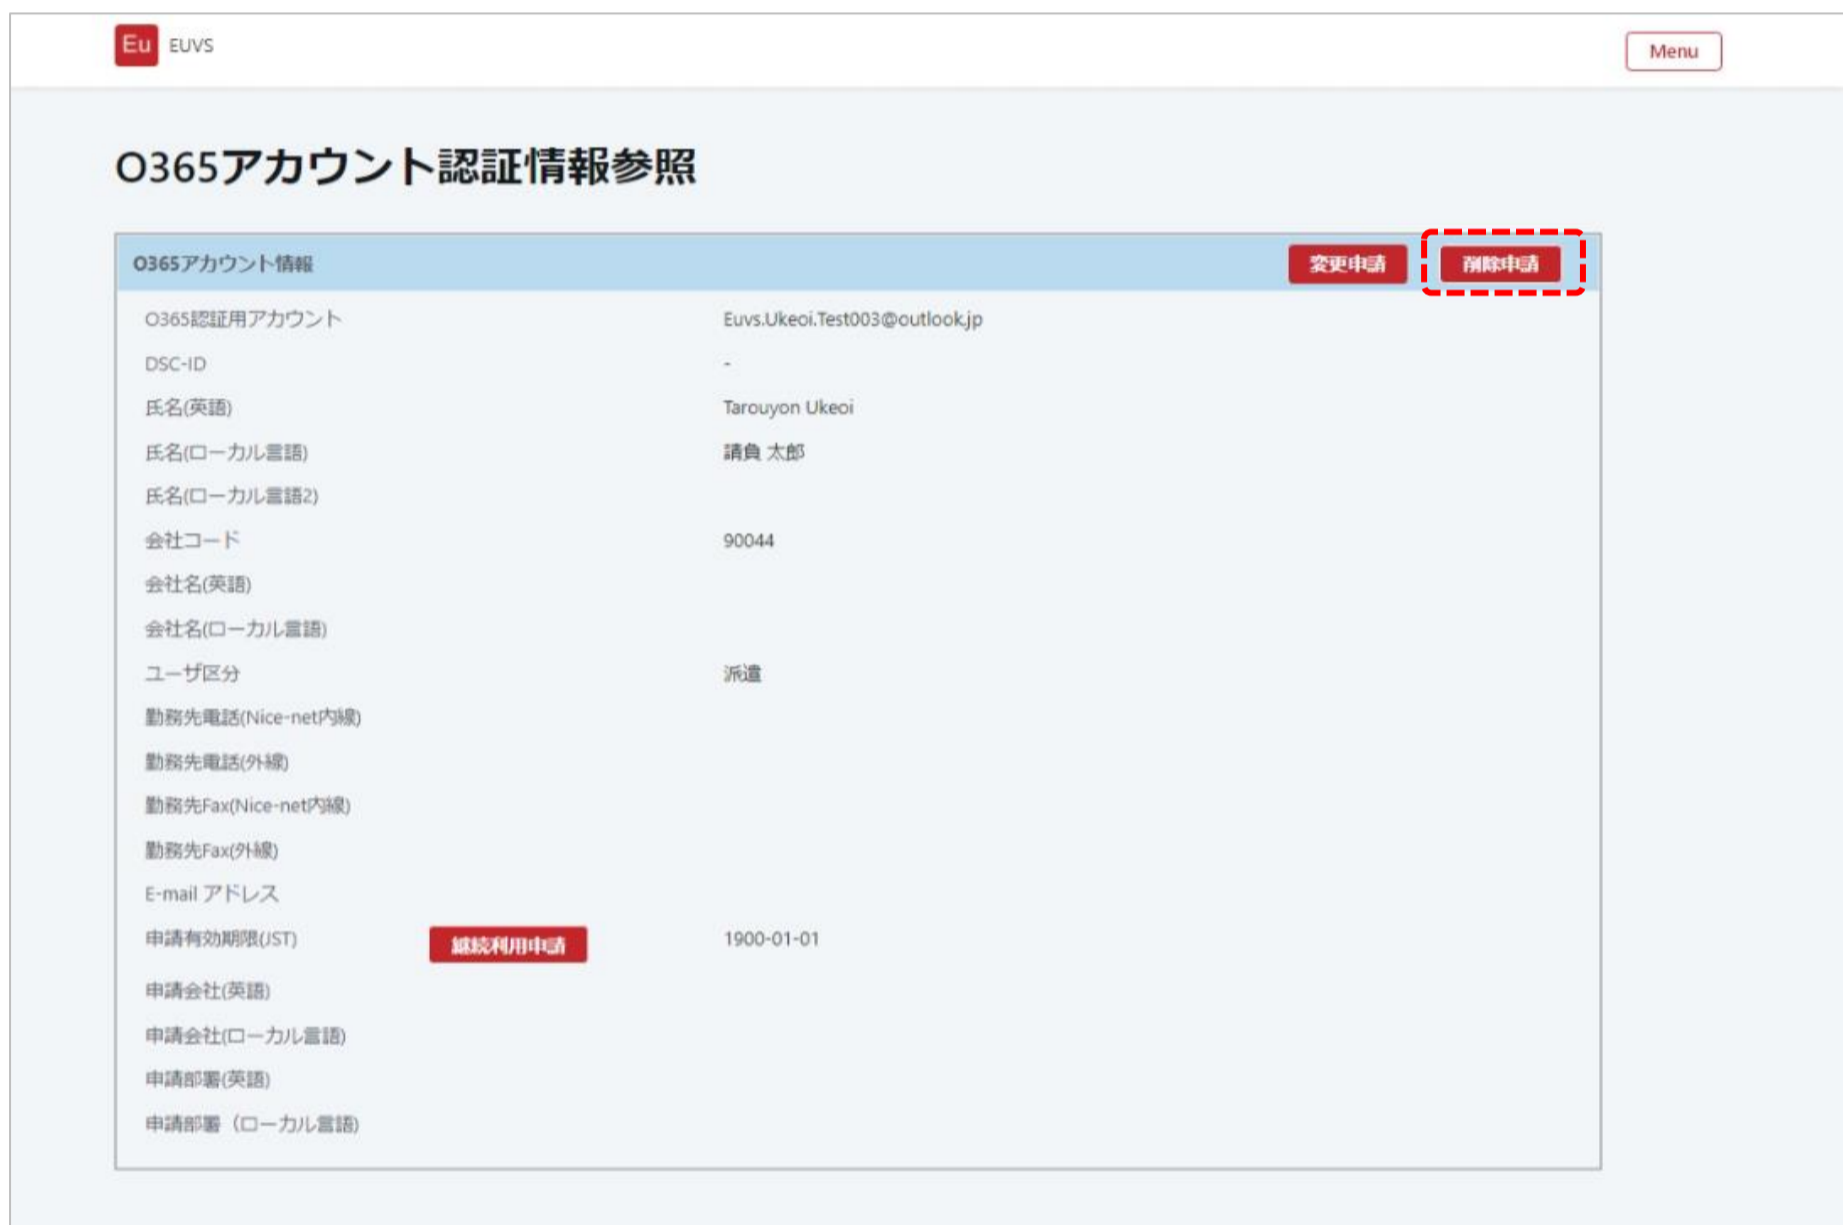 Eu EUVS
Menu
O365アカウント認証情報参照
O365アカウント情報 変更申請 削除申請
O365認証用アカウント Euvs.Ukeoi.Test003@outlook.jp
DSC-ID -
氏名(英語) Tarouyon Ukeoi
氏名(ローカル言語) 請負 太郎
氏名(ローカル言語2)
会社コード 90044
会社名(英語)
会社名(ローカル言語)
ユーザ区分 派遣
勤務先電話(Nice-net内線)
勤務先電話(外線)
勤務先Fax(Nice-net内線)
勤務先Fax(外線)
E-mail アドレス
申請有効期限(JST) 継続利用申請 1900-01-01
申請会社(英語)
申請会社(ローカル言語)
申請部署(英語)
申請部署（ローカル言語)